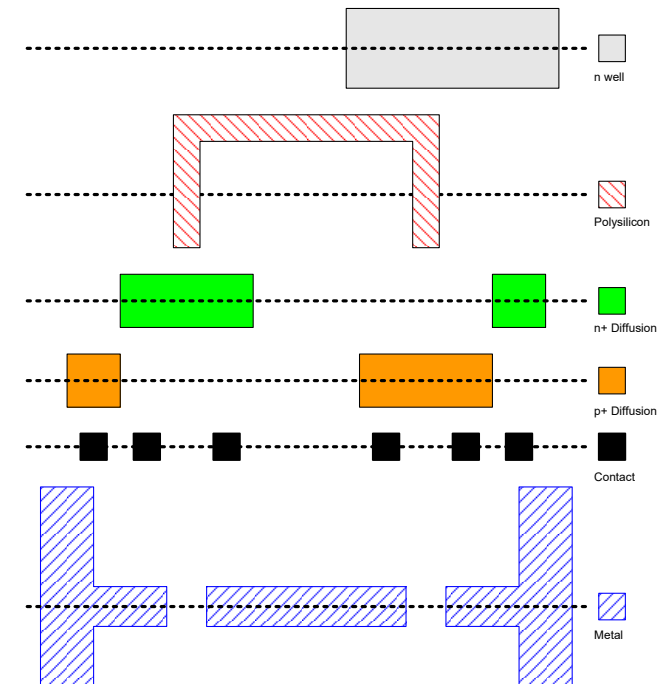 n well
Polysilicon
n+ Diffusion
p+ Diffusion
Contact
Metal